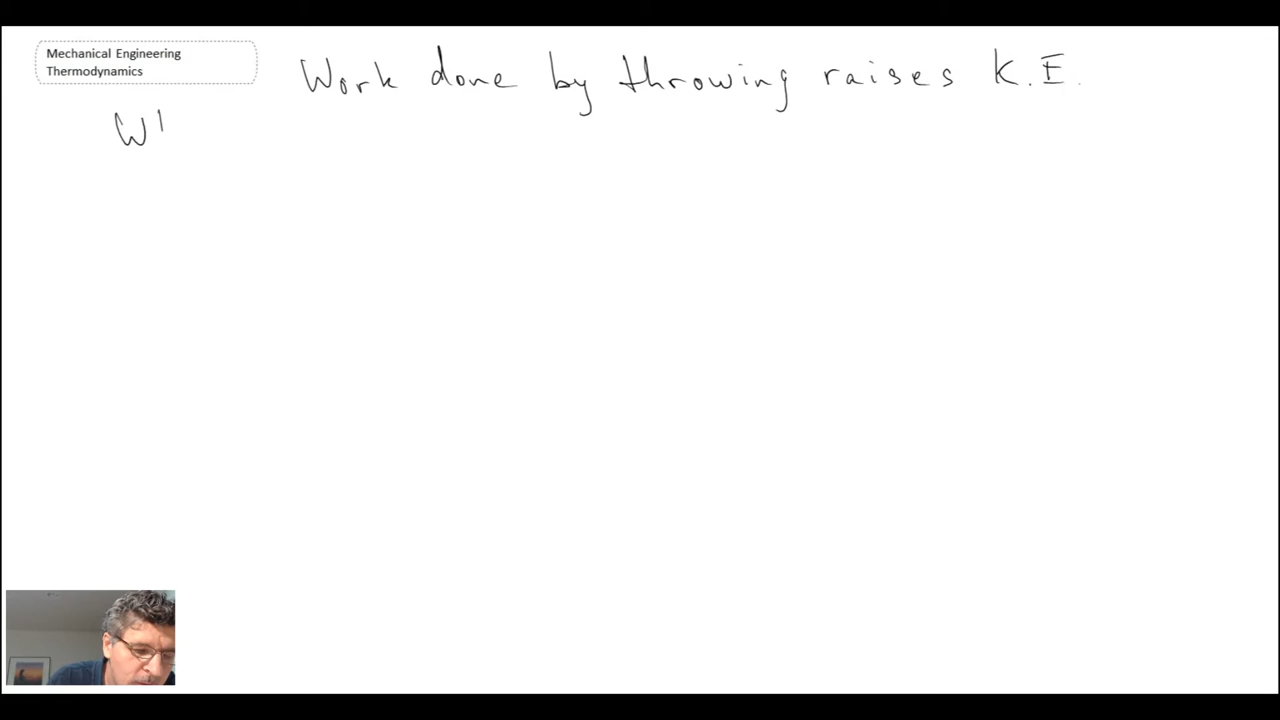 Mechanical Engineering
Thermodynamics
Work done by throwing raises K.E.
W